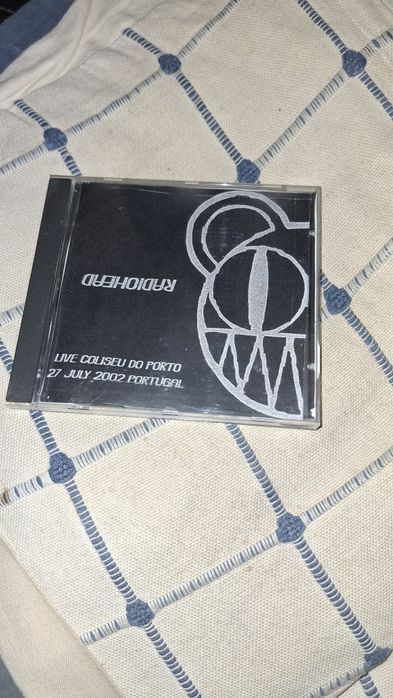 RADIOHEAD
LIVE COLISEU DO PORTO
27 JULY 2002 PORTUGAL